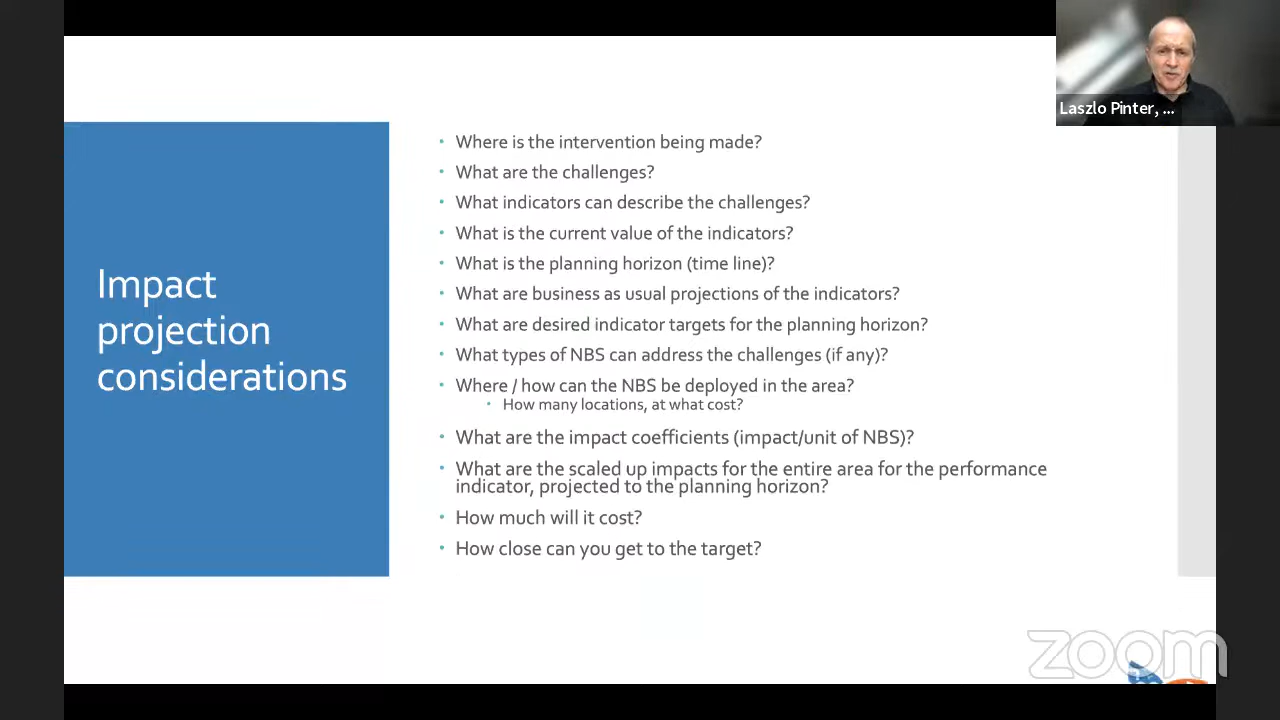 Laszlo Pinter, ...
Impact
projection
considerations
• Where is the intervention being made?
• What are the challenges?
• What indicators can describe the challenges?
• What is the current value of the indicators?
• What is the planning horizon (time line)?
• What are business as usual projections of the indicators?
• What are desired indicator targets for the planning horizon?
• What types of NBS can address the challenges (if any)?
• Where / how can the NBS be deployed in the area?
• How many locations, at what cost?
• What are the impact coefficients (impact/unit of NBS)?
• What are the scaled up impacts for the entire area for the performance
indicator, projected to the planning horizon?
• How much will it cost?
• How close can you get to the target?
zoom